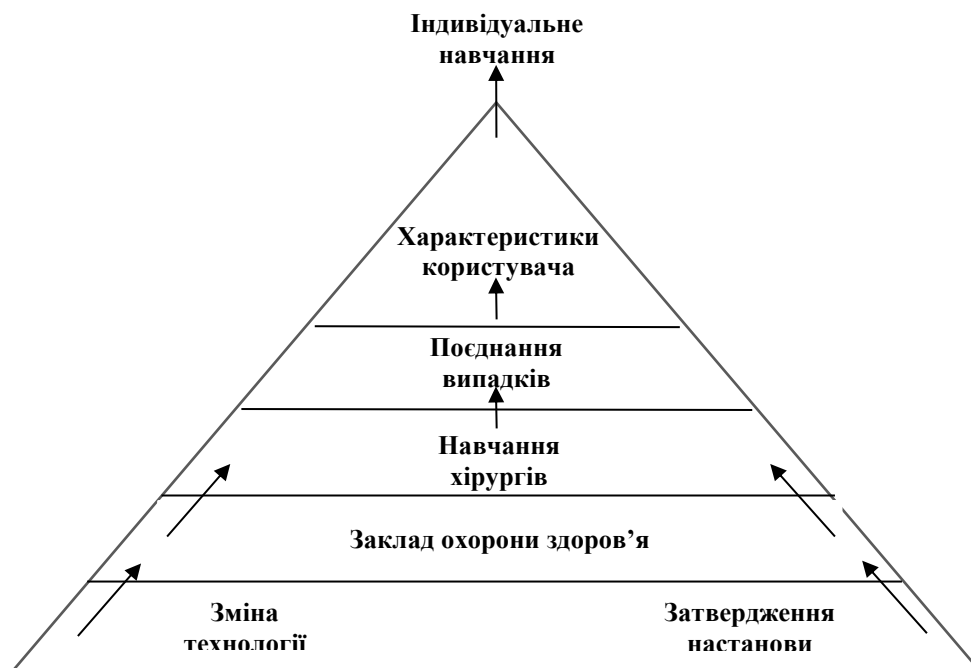 Індивідуальне
навчання
Характеристики
користувача
Поєднання
випадків
Навчання
хірургів
Заклад охорони здоров’я
Зміна
технології
Затвердження
настанови